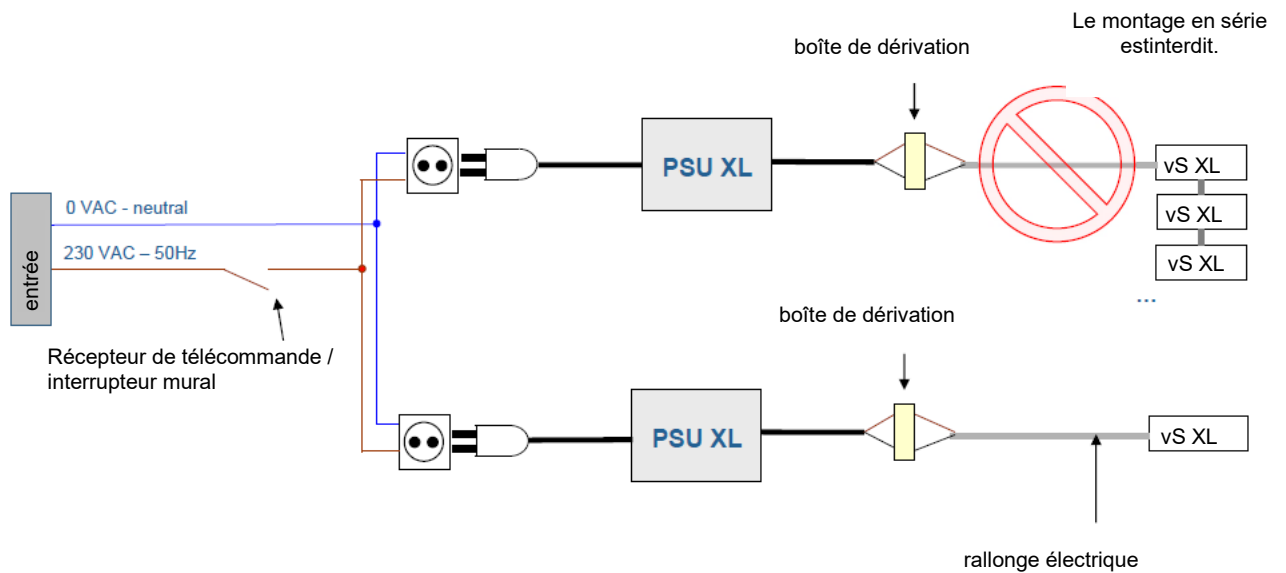 Le montage en série
estinterdit.
boîte de dérivation
PSU XL
vS XL
vS XL
vS XL
...
entrée
0 VAC - neutral
230 VAC – 50Hz
Récepteur de télécommande /
interrupteur mural
boîte de dérivation
PSU XL
vS XL
rallonge électrique